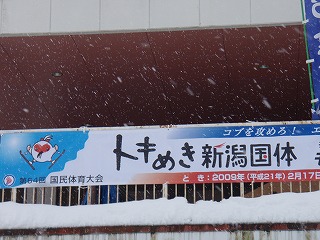 コブを攻めろ！ エ
トキめき新潟国体
第64回 国民体育大会
とき：2009年(平成21年) 2月17